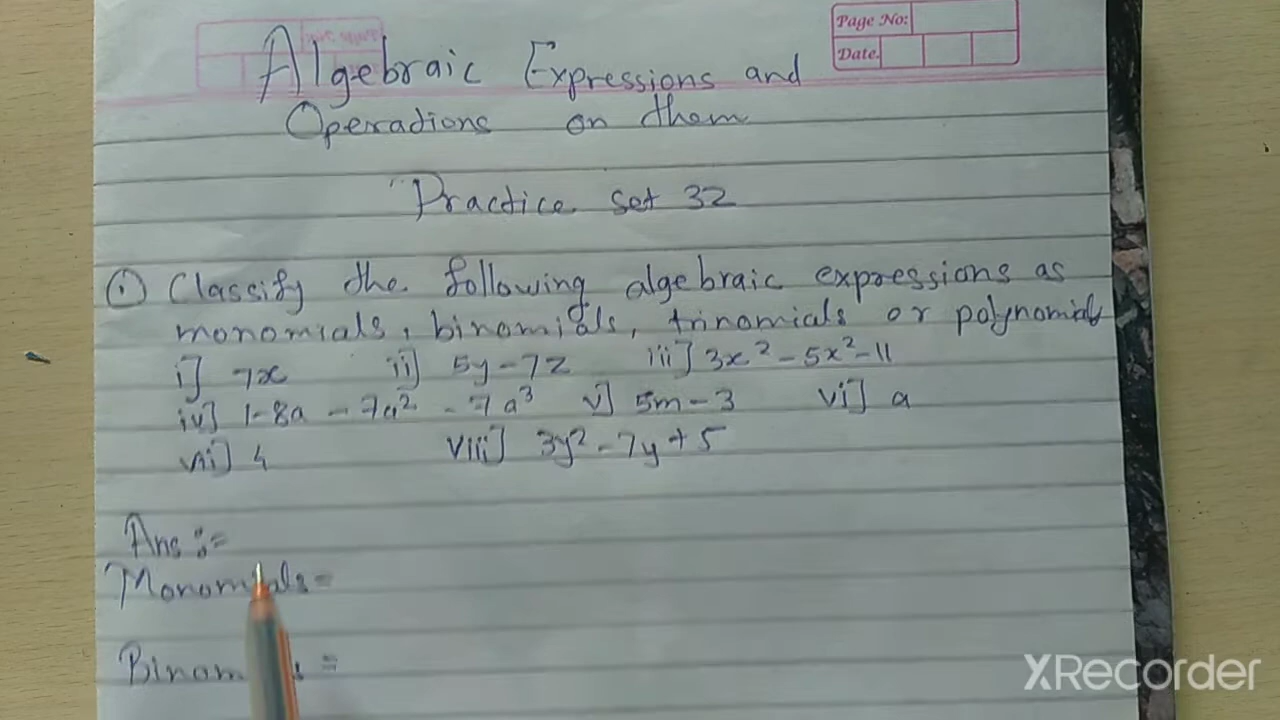 Page No:
Date.
Algebraic Expressions and
Operations on them
Practice set 32
1 Classify the following algebraic expressions as
monomials, binomials, trinomials or polynomials
i] 7x ii] 5y-7z iii] 3x² - 5x² - 11
iv] 1-8a - 7a² - 7a³ v] 5m - 3 vi] a
vii] 4 viii] 3y² - 7y + 5
Ans :=
Monomials =
Binomials =
XRecorder